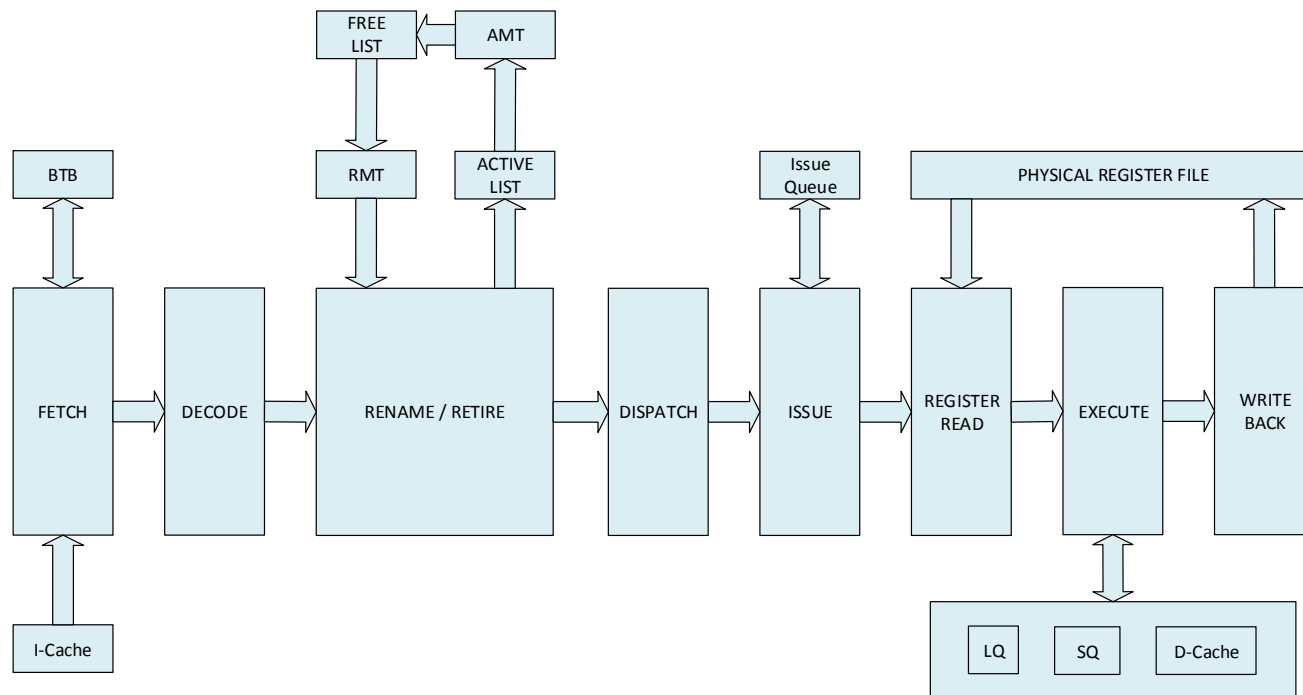 FREE
LIST
AMT
BTB
RMT
ACTIVE
LIST
Issue
Queue
PHYSICAL REGISTER FILE
FETCH
DECODE
RENAME / RETIRE
DISPATCH
ISSUE
REGISTER
READ
EXECUTE
WRITE
BACK
I-Cache
LQ
SQ
D-Cache